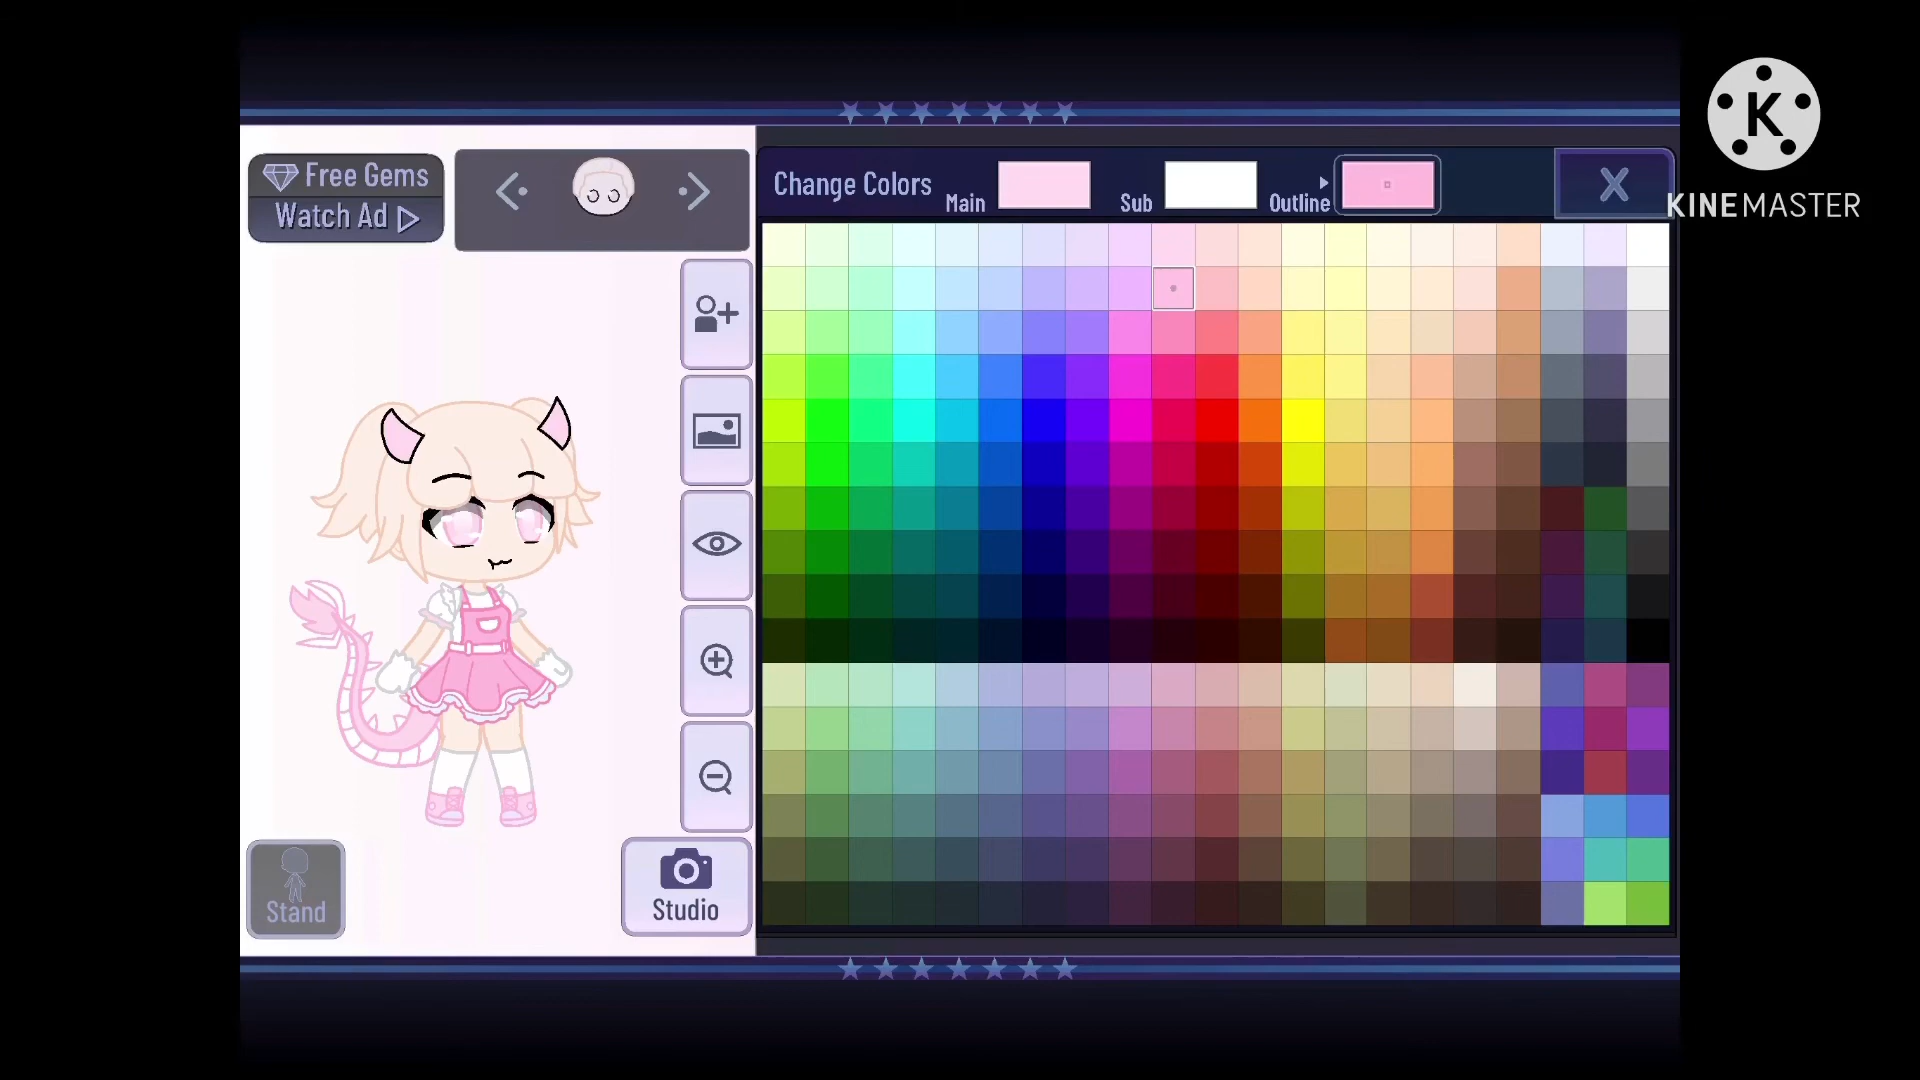 Free Gems
Watch Ad
Change Colors
Main
Sub
Outline
X
K
KINEMASTER
Stand
Studio